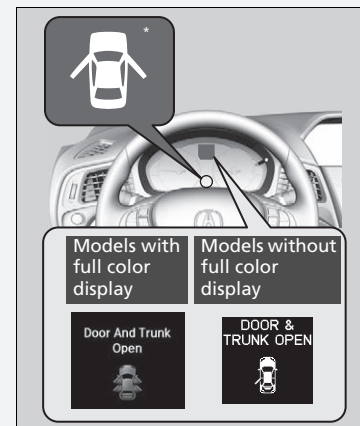 *
Models with
full color
display
Models without
full color
display
Door And Trunk
Open
DOOR &
TRUNK OPEN